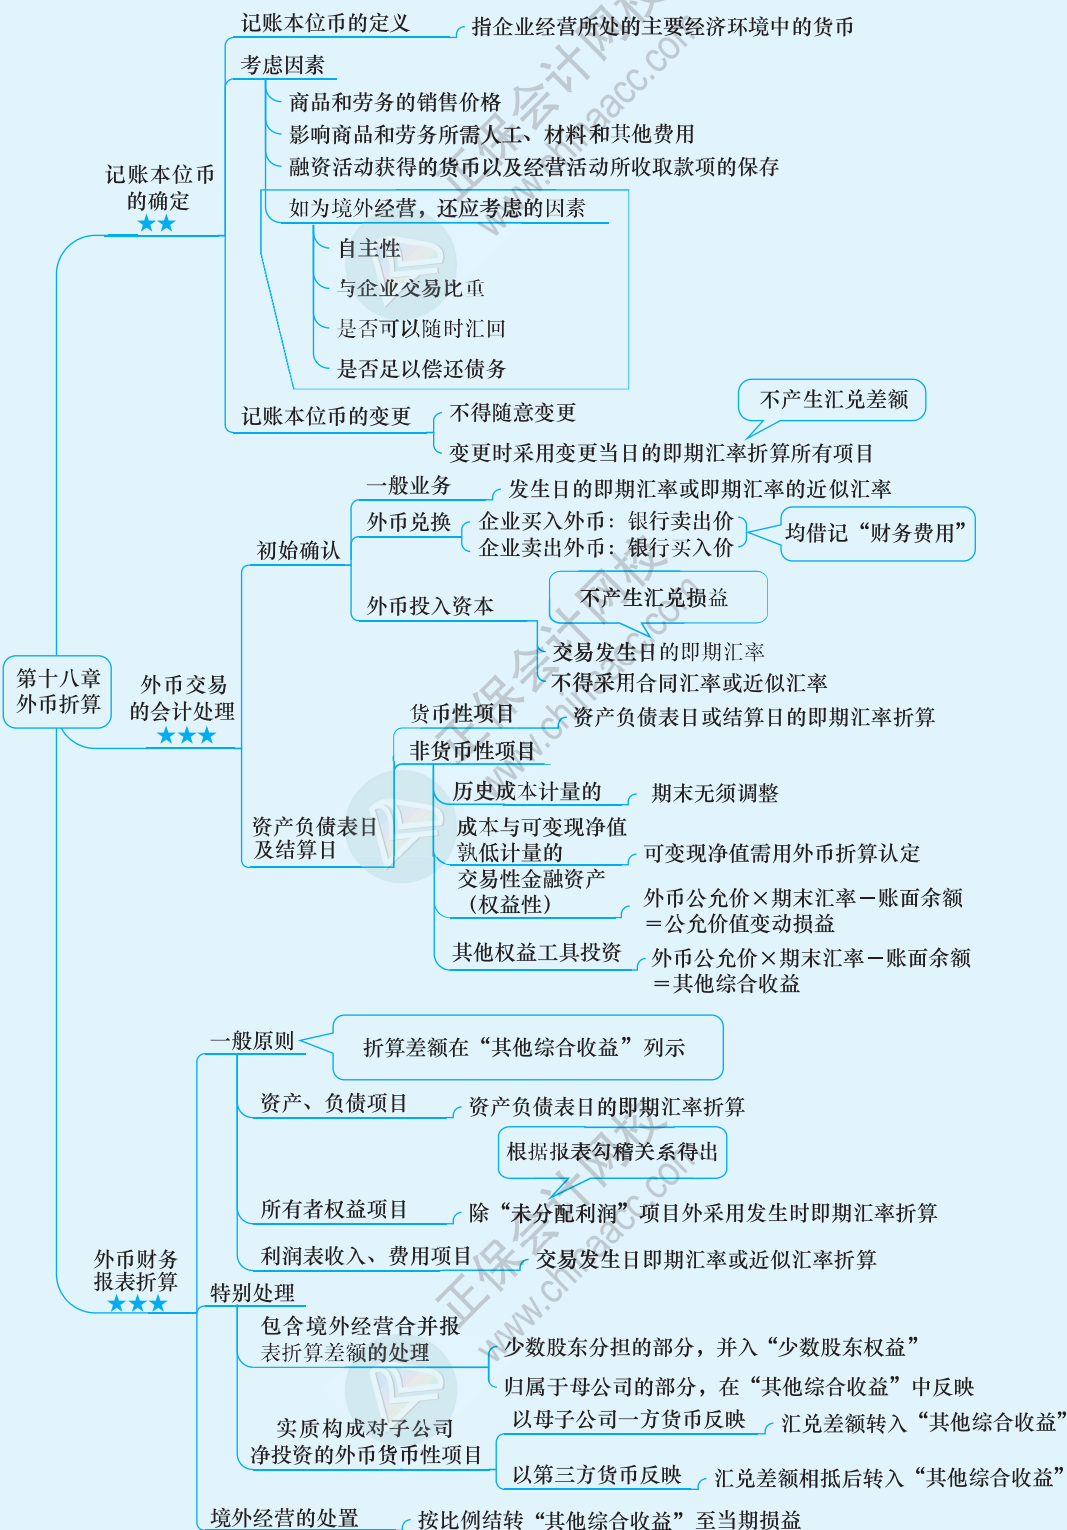 记账本位币的定义
指企业经营所处的主要经济环境中的货币
考虑因素
商品和劳务的销售价格
影响商品和劳务所需人工、材料和其他费用
融资活动获得的货币以及经营活动所收取款项的保存
记账本位币
的确定
★★
如为境外经营，还应考虑的因素
自主性
与企业交易比重
是否可以随时汇回
是否足以偿还债务
不产生汇兑差额
记账本位币的变更
不得随意变更
变更时采用变更当日的即期汇率折算所有项目
一般业务
发生日的即期汇率或即期汇率的近似汇率
外币兑换
企业买入外币：银行卖出价
企业卖出外币：银行买入价
均借记“财务费用”
初始确认
外币投入资本
不产生汇兑损益
交易发生日的即期汇率
不得采用合同汇率或近似汇率
第十八章
外币折算
外币交易
的会计处理
★★★
货币性项目
资产负债表日或结算日的即期汇率折算
非货币性项目
历史成本计量的
期末无须调整
资产负债表日
及结算日
成本与可变现净值
孰低计量的
可变现净值需用外币折算认定
交易性金融资产
（权益性）
外币公允价×期末汇率－账面余额
＝公允价值变动损益
其他权益工具投资
外币公允价×期末汇率－账面余额
＝其他综合收益
一般原则
折算差额在“其他综合收益”列示
资产、负债项目
资产负债表日的即期汇率折算
根据报表勾稽关系得出
所有者权益项目
除“未分配利润”项目外采用发生时即期汇率折算
利润表收入、费用项目
交易发生日即期汇率或近似汇率折算
外币财务
报表折算
★★★
特别处理
包含境外经营合并报
表折算差额的处理
少数股东分担的部分，并入“少数股东权益”
归属于母公司的部分，在“其他综合收益”中反映
实质构成对子公司
净投资的外币货币性项目
以母子公司一方货币反映
汇兑差额转入“其他综合收益”
以第三方货币反映
汇兑差额相抵后转入“其他综合收益”
境外经营的处置
按比例结转“其他综合收益”至当期损益
正保会计网校
www.chinaacc.com
正保会计网校
www.chinaacc.com
正保会计网校
www.chinaacc.com